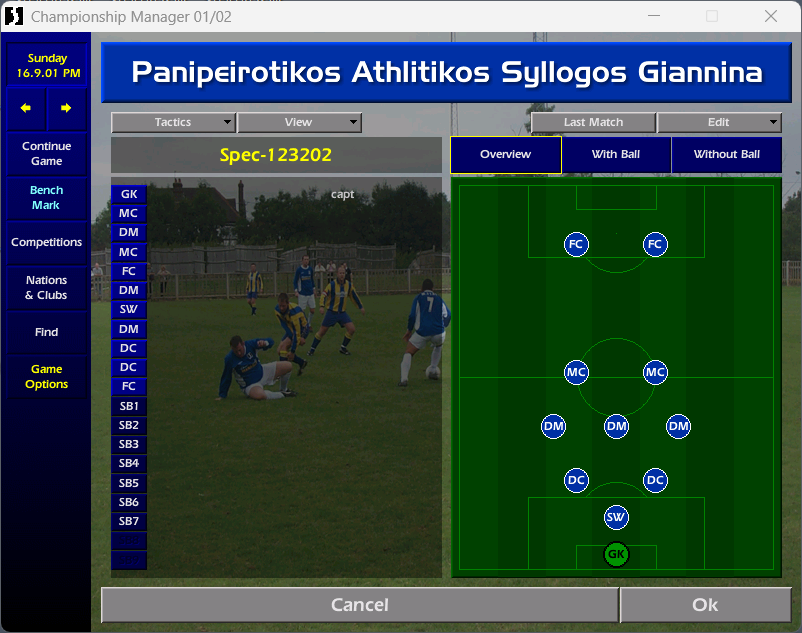 Championship Manager 01/02
Sunday
16.9.01 PM
Continue
Game
Bench
Mark
Competitions
Nations
& Clubs
Find
Game
Options
Panipeirotikos Athlitikos Syllogos Giannina
Tactics
View
Last Match
Edit
Spec-123202
Overview
With Ball
Without Ball
GK
capt
MC
DM
MC
FC
DM
SW
DM
DC
DC
FC
SB1
SB2
SB3
SB4
SB5
SB6
SB7
7
FC FC
MC MC
DM DM DM
DC DC
SW
GK
Cancel
Ok